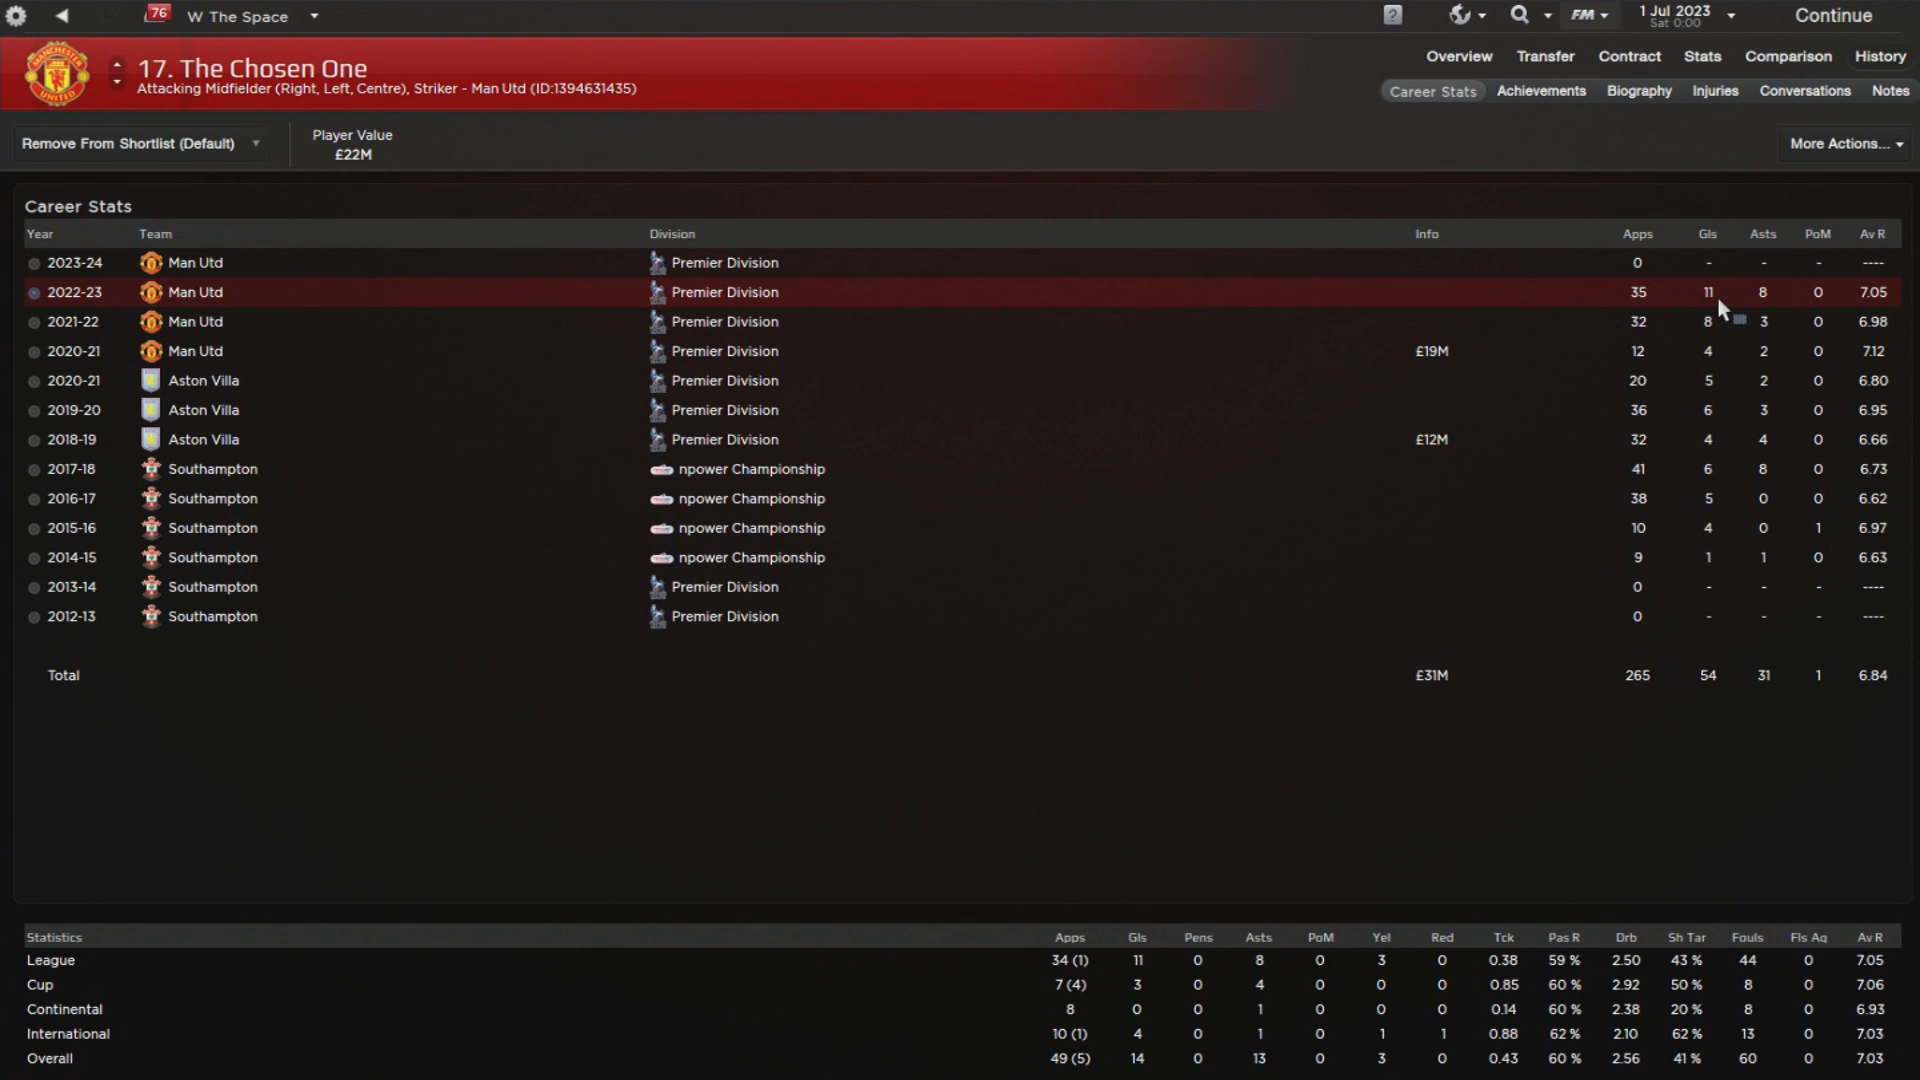 76 W The Space ? FM 1 Jul 2023 Sat 0:00 Continue
17. The Chosen One
Attacking Midfielder (Right, Left, Centre), Striker - Man Utd (ID:1394631435)
Overview Transfer Contract Stats Comparison History
Career Stats Achievements Biography Injuries Conversations Notes
Remove From Shortlist (Default) Player Value £22M More Actions...
Career Stats
Year Team Division Info Apps Gls Asts PoM Av R
2023-24 Man Utd Premier Division 0 - - - ----
2022-23 Man Utd Premier Division 35 11 8 0 7.05
2021-22 Man Utd Premier Division 32 8 3 0 6.98
2020-21 Man Utd Premier Division £19M 12 4 2 0 7.12
2020-21 Aston Villa Premier Division 20 5 2 0 6.80
2019-20 Aston Villa Premier Division 36 6 3 0 6.95
2018-19 Aston Villa Premier Division £12M 32 4 4 0 6.66
2017-18 Southampton npower Championship 41 6 8 0 6.73
2016-17 Southampton npower Championship 38 5 0 0 6.62
2015-16 Southampton npower Championship 10 4 0 1 6.97
2014-15 Southampton npower Championship 9 1 1 0 6.63
2013-14 Southampton Premier Division 0 - - - ----
2012-13 Southampton Premier Division 0 - - - ----
Total £31M 265 54 31 1 6.84
Statistics Apps Gls Pens Asts PoM Yel Red Tck Pas R Drb Sh Tar Fouls Fls Ag Av R
League 34 (1) 11 0 8 0 3 0 0.38 59 % 2.50 43 % 44 0 7.05
Cup 7 (4) 3 0 4 0 0 0 0.85 60 % 2.92 50 % 8 0 7.06
Continental 8 0 0 1 0 0 0 0.14 60 % 2.38 20 % 8 0 6.93
International 10 (1) 4 0 1 0 1 1 0.88 62 % 2.10 62 % 13 0 7.03
Overall 49 (5) 14 0 13 0 3 0 0.43 60 % 2.56 41 % 60 0 7.03